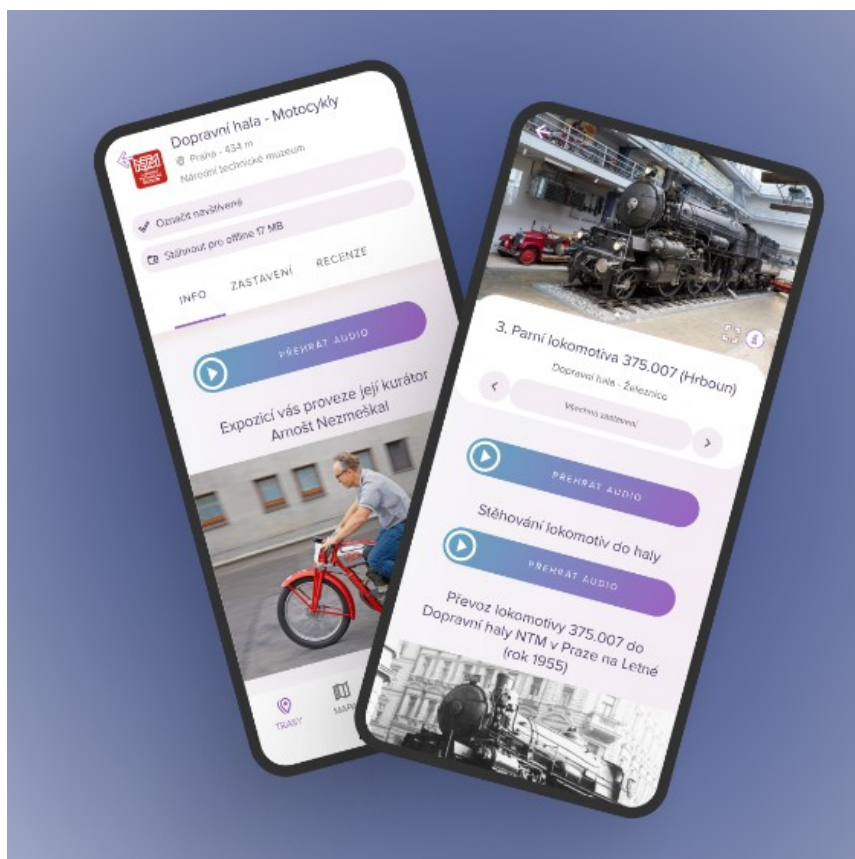 Dopravní hala - Motocykly
Praha - 434 m
Národní technické muzeum
Označit navštívené
Stáhnout pro offline 17 MB
INFO ZASTAVENÍ RECENZE
PŘEHRÁT AUDIO
Expozicí vás provede její kurátor
Arnošt Nezmeškal
TRASY
3. Parní lokomotiva 375.007 (Hrboun)
Dopravní hala - Železnice
Všechna zastavení
PŘEHRÁT AUDIO
Stěhování lokomotiv do haly
PŘEHRÁT AUDIO
Převoz lokomotivy 375.007 do
Dopravní haly NTM v Praze na Letné
(rok 1955)